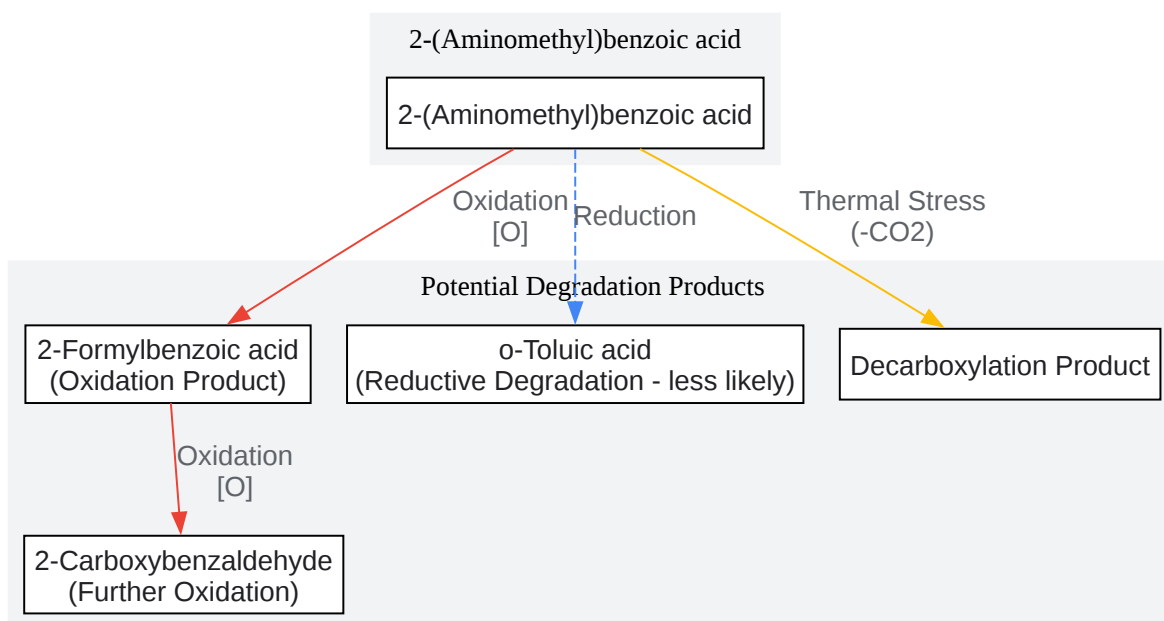 2-(Aminomethyl)benzoic acid
2-(Aminomethyl)benzoic acid
Oxidation
[O]
Reduction
Thermal Stress
(-CO2)
Potential Degradation Products
2-Formylbenzoic acid
(Oxidation Product)
o-Toluic acid
(Reductive Degradation - less likely)
Decarboxylation Product
Oxidation
[O]
2-Carboxybenzaldehyde
(Further Oxidation)